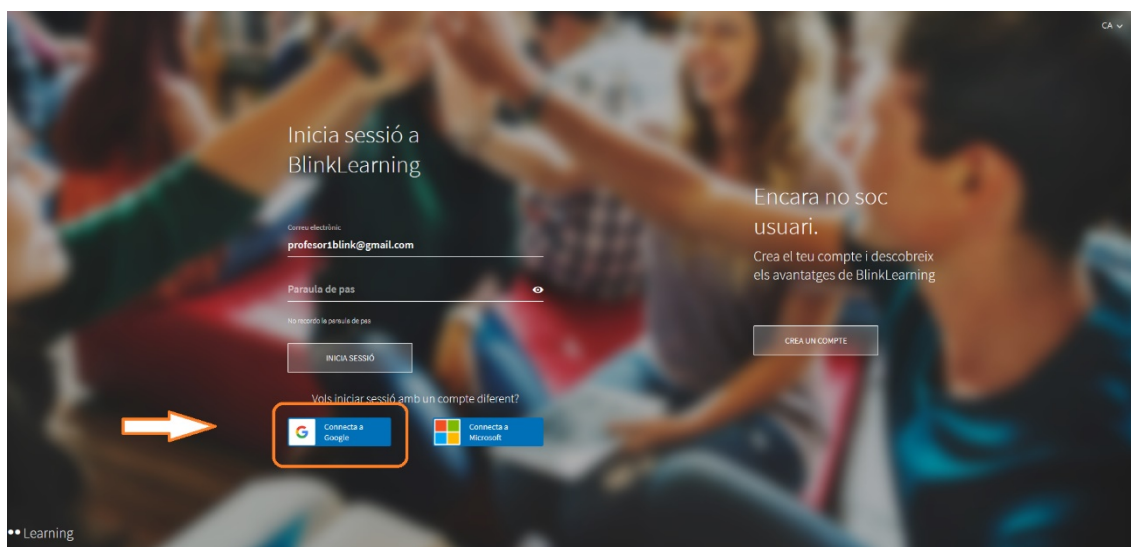 CA
Inicia sessió a
BlinkLearning
Correu electrònic
profesor1blink@gmail.com
Paraula de pas
No recordo la paraula de pas
INICIA SESSIÓ
Vols iniciar sessió amb un compte diferent?
Connecta a
Google
Connecta a
Microsoft
Encara no soc
usuari.
Crea el teu compte i descobreix
els avantatges de BlinkLearning
CREA UN COMPTE
Learning